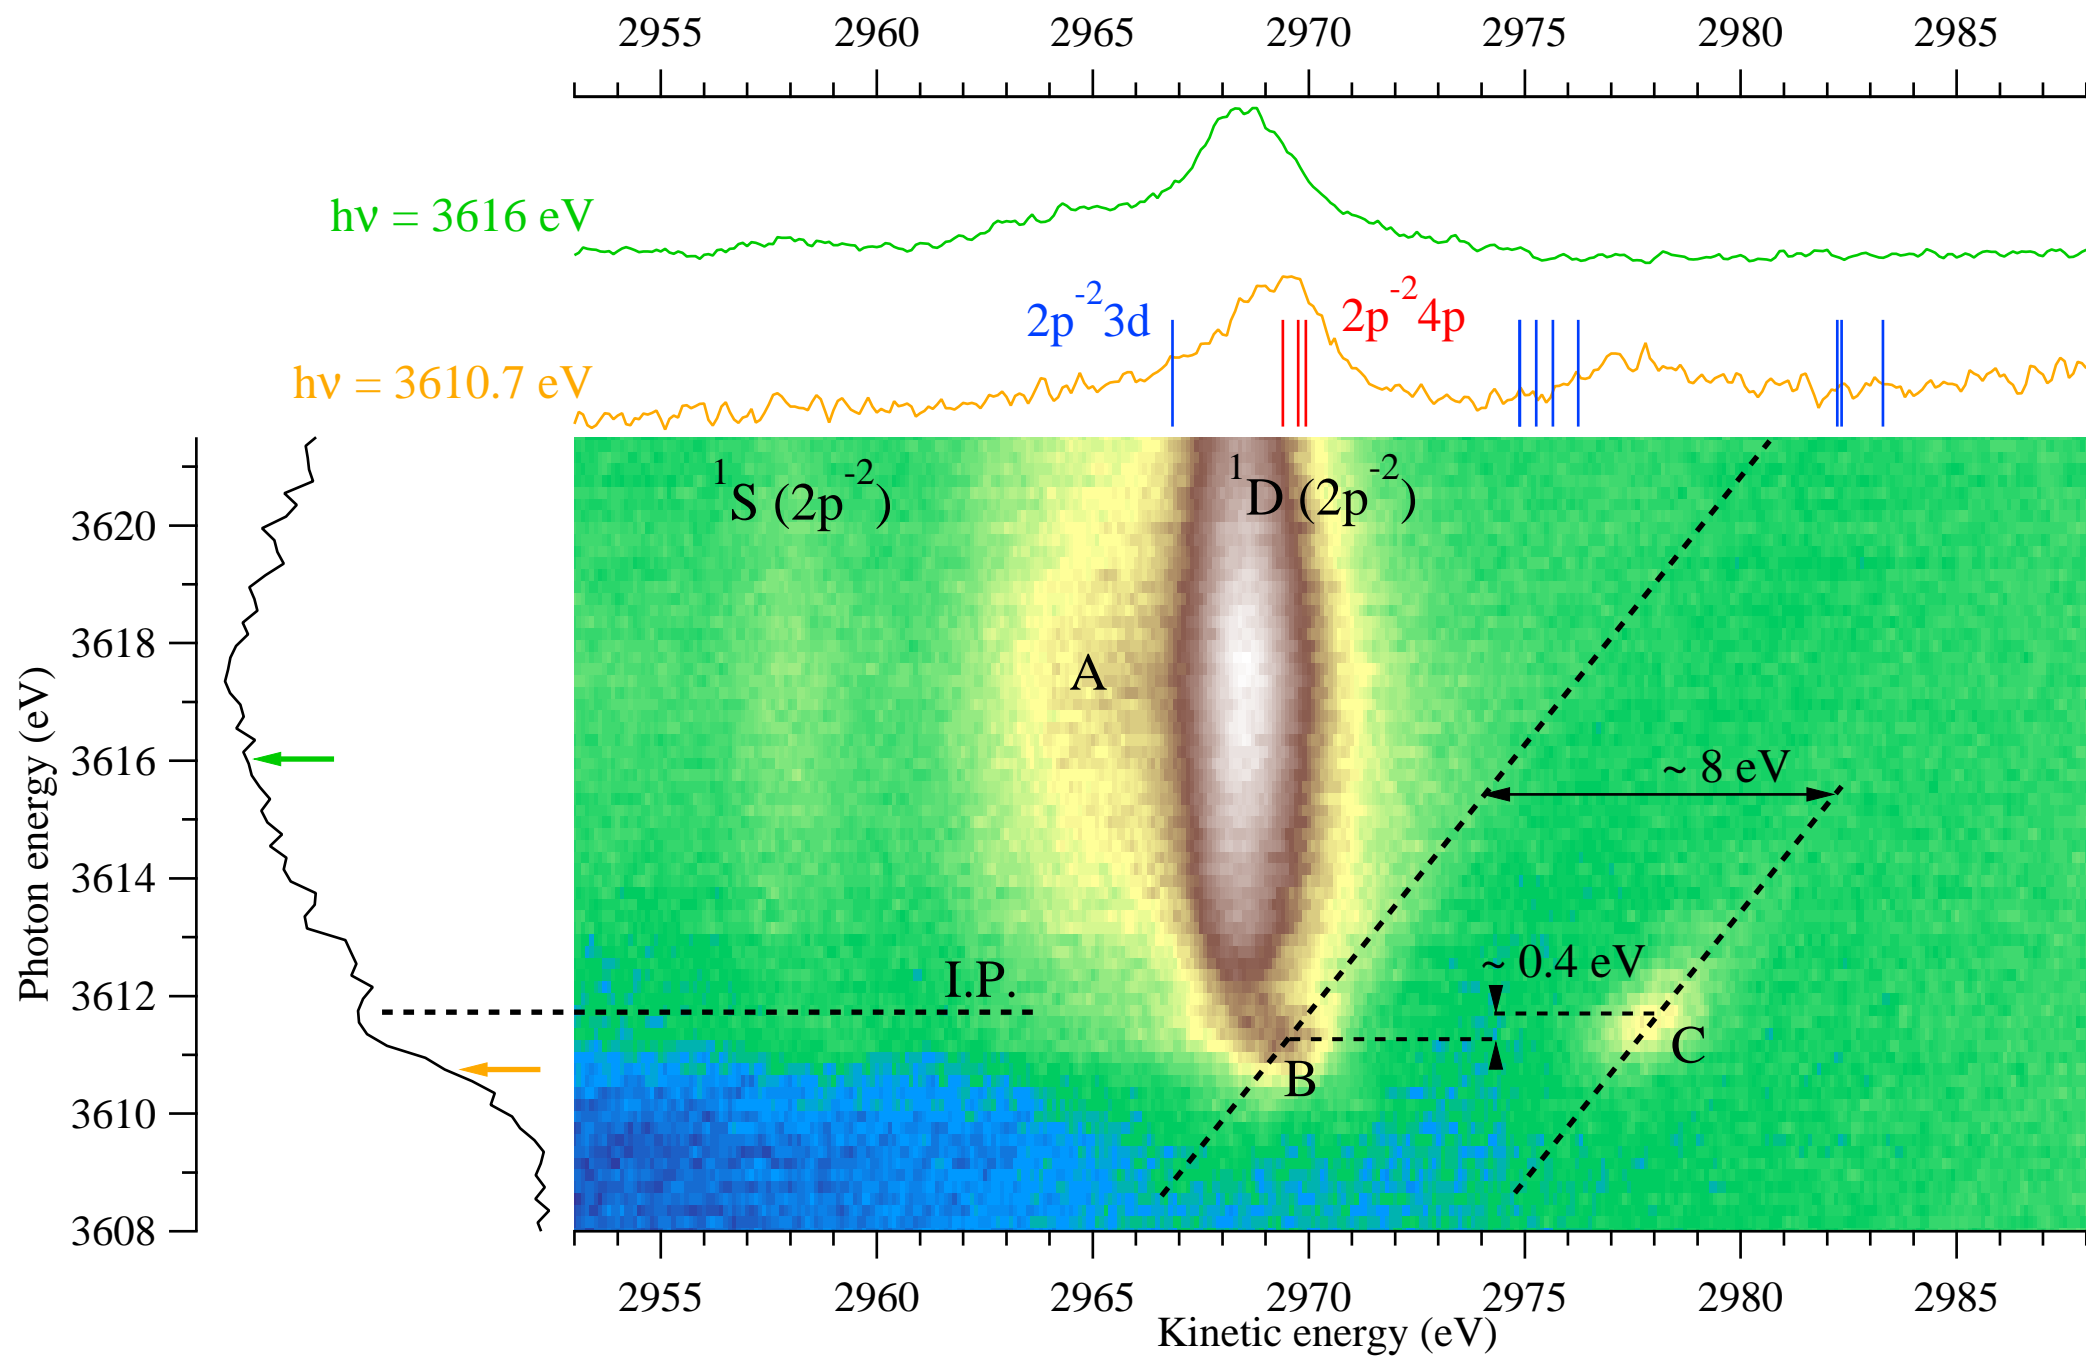 2955 2960 2965 2970 2975 2980 2985
hν = 3616 eV
2p⁻²3d 2p⁻²4p
hν = 3610.7 eV
¹S (2p⁻²) ¹D (2p⁻²)
3620
3618
A
3616
~ 8 eV
3614
~ 0.4 eV
I.P.
3612
C
B
3610
3608
Photon energy (eV)
2955 2960 2965 2970 2975 2980 2985
Kinetic energy (eV)